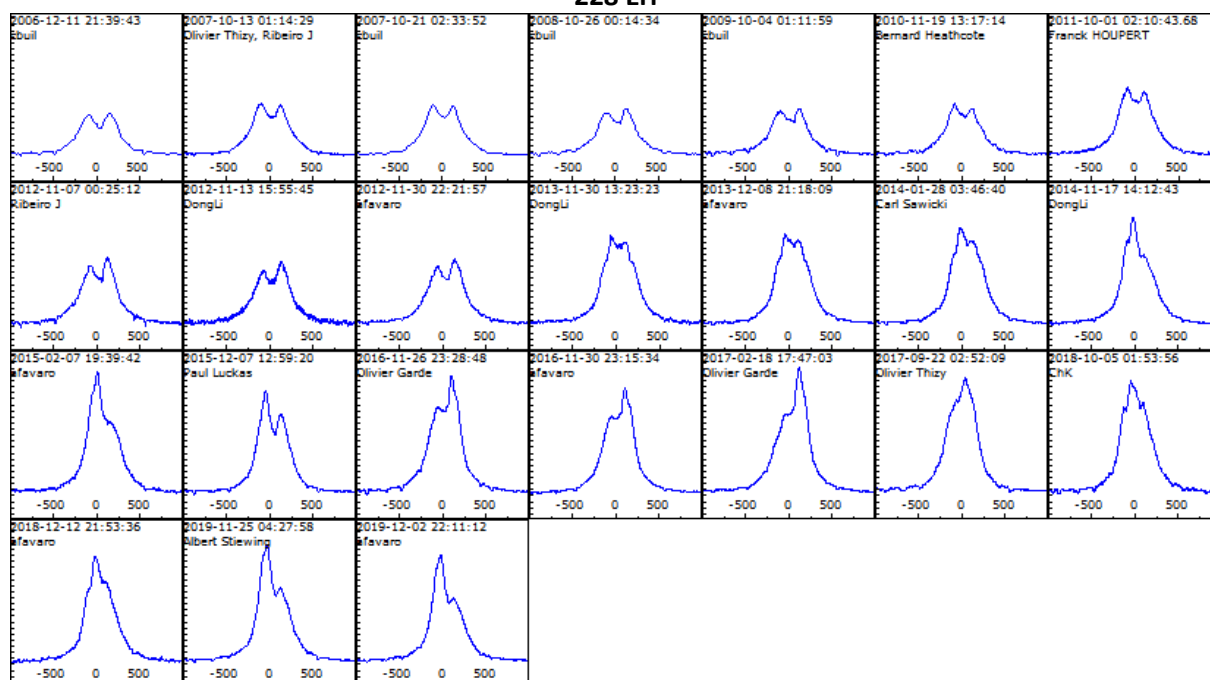 2006-12-11 21:39:43 2007-10-13 01:14:29 2007-10-21 02:33:52 2008-10-26 00:14:34 2009-10-04 01:11:59 2010-11-19 13:17:14 2011-10-01 02:10:43.68
cbuil Olivier Thizy, Ribeiro J cbuil cbuil cbuil Bernard Heathcote Franck HOUPERT
-500 0 500 -500 0 500 -500 0 500 -500 0 500 -500 0 500 -500 0 500 -500 0 500
2012-11-07 00:25:12 2012-11-13 15:55:45 2012-11-30 22:21:57 2013-11-30 13:23:23 2013-12-08 21:18:09 2014-01-28 03:46:40 2014-11-17 14:12:43
Ribeiro J DongLi afavaro DongLi afavaro Carl Sawicki DongLi
-500 0 500 -500 0 500 -500 0 500 -500 0 500 -500 0 500 -500 0 500 -500 0 500
2015-02-07 19:39:42 2015-12-07 12:59:20 2016-11-26 23:28:48 2016-11-30 23:15:34 2017-02-18 17:47:03 2017-09-22 02:52:09 2018-10-05 01:53:56
afavaro Paul Luckas Olivier Garde afavaro Olivier Garde Olivier Thizy ChK
-500 0 500 -500 0 500 -500 0 500 -500 0 500 -500 0 500 -500 0 500 -500 0 500
2018-12-12 21:53:36 2019-11-25 04:27:58 2019-12-02 22:11:12
afavaro Albert Stiewing afavaro
-500 0 500 -500 0 500 -500 0 500